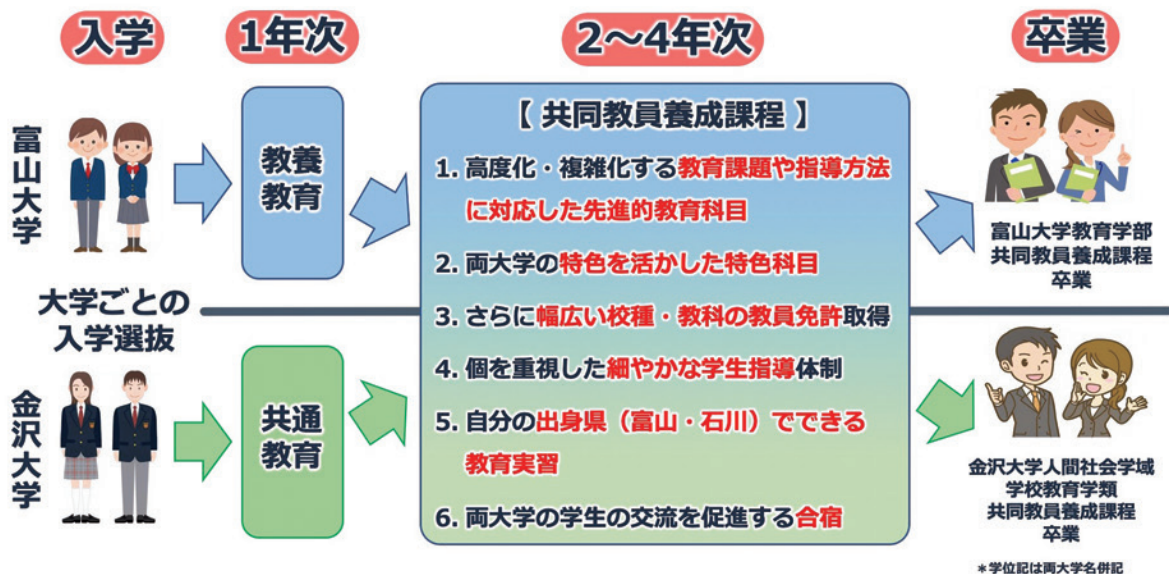 入学
1年次
2〜4年次
卒業
富山大学
教養
教育
【 共同教員養成課程 】
1. 高度化・複雑化する教育課題や指導方法
に対応した先進的教育科目
2. 両大学の特色を活かした特色科目
3. さらに幅広い校種・教科の教員免許取得
4. 個を重視した細やかな学生指導体制
5. 自分の出身県（富山・石川）でできる
教育実習
6. 両大学の学生の交流を促進する合宿
富山大学教育学部
共同教員養成課程
卒業
大学ごとの
入学選抜
金沢大学
共通
教育
金沢大学人間社会学域
学校教育学類
共同教員養成課程
卒業
＊学位記は両大学名併記